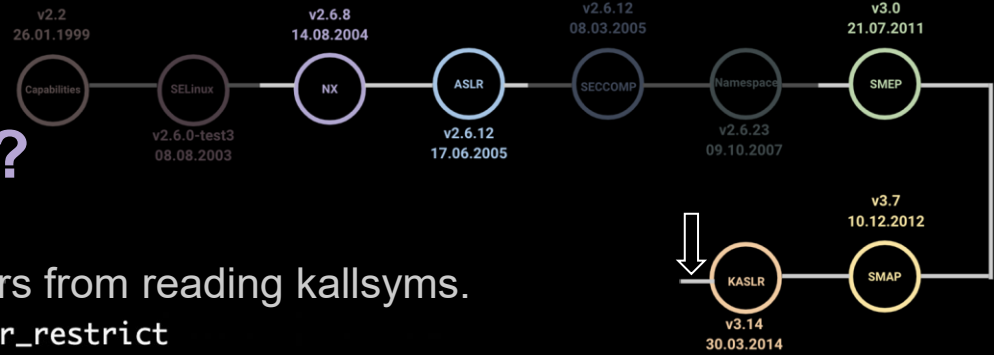 v2.2
26.01.1999
Capabilities
SELinux
v2.6.0-test3
08.08.2003
v2.6.8
14.08.2004
NX
ASLR
v2.6.12
17.06.2005
v2.6.12
08.03.2005
SECCOMP
Namespace
v2.6.23
09.10.2007
v3.0
21.07.2011
SMEP
?
v3.7
10.12.2012
SMAP
KASLR
v3.14
30.03.2014
rs from reading kallsyms.
r_restrict